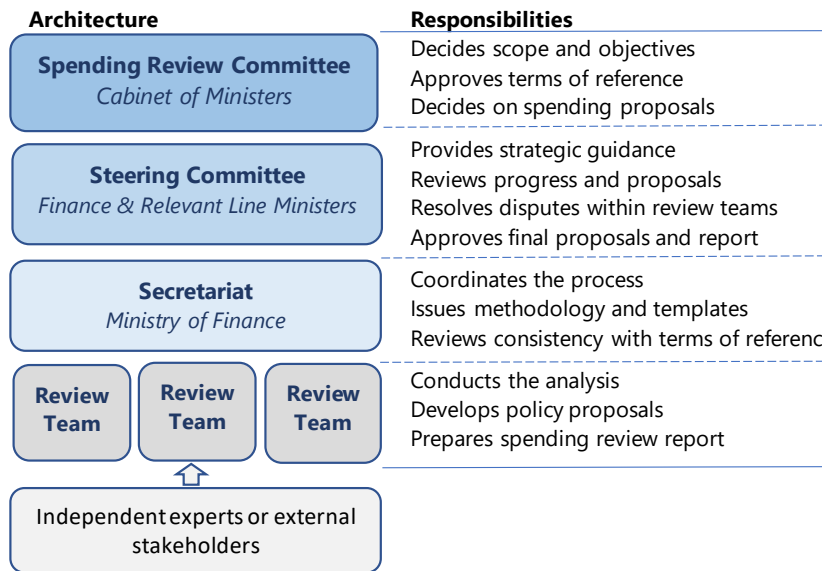 Architecture
Responsibilities
Spending Review Committee
Cabinet of Ministers
Decides scope and objectives
Approves terms of reference
Decides on spending proposals
Steering Committee
Finance & Relevant Line Ministers
Provides strategic guidance
Reviews progress and proposals
Resolves disputes within review teams
Approves final proposals and report
Secretariat
Ministry of Finance
Coordinates the process
Issues methodology and templates
Reviews consistency with terms of referenc
Review
Team
Review
Team
Review
Team
Conducts the analysis
Develops policy proposals
Prepares spending review report
Independent experts or external
stakeholders